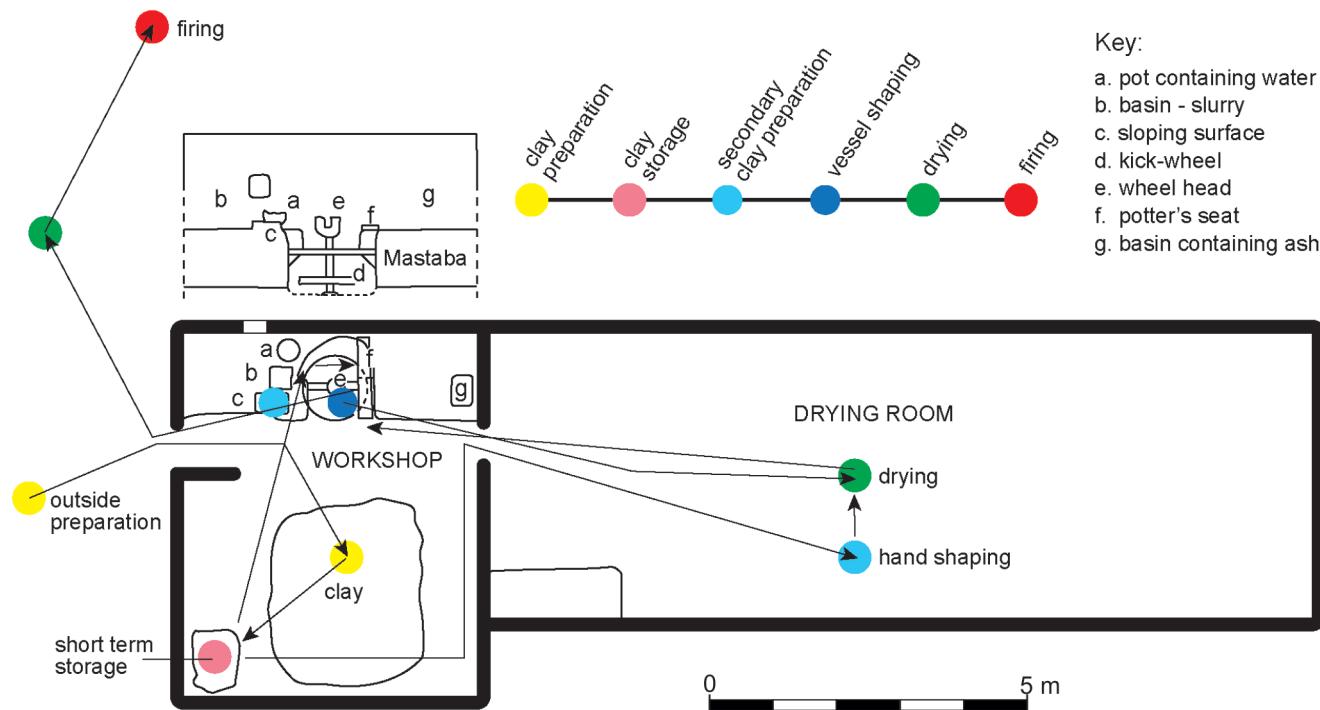 firing
clay
preparation
clay
storage
secondary
clay preparation
vessel shaping
drying
firing
Key:
a. pot containing water
b. basin - slurry
c. sloping surface
d. kick-wheel
e. wheel head
f. potter's seat
g. basin containing ash
b
a
e
f
g
c
d
Mastaba
a
b
c
f
e
g
WORKSHOP
DRYING ROOM
outside
preparation
drying
hand shaping
clay
short term
storage
0
5 m